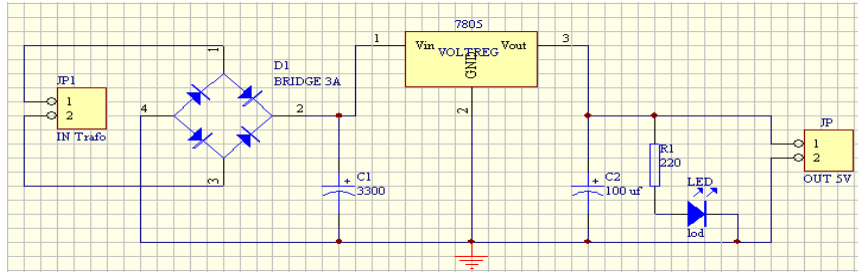 7805
1
Vin
VOLTREG
Vout
3
GND
2
JP1
1
2
IN Trafo
1
D1
BRIDGE 3A
4
2
3
C1
3300
C2
100 uf
R1
220
LED
lod
JP
1
2
OUT 5V